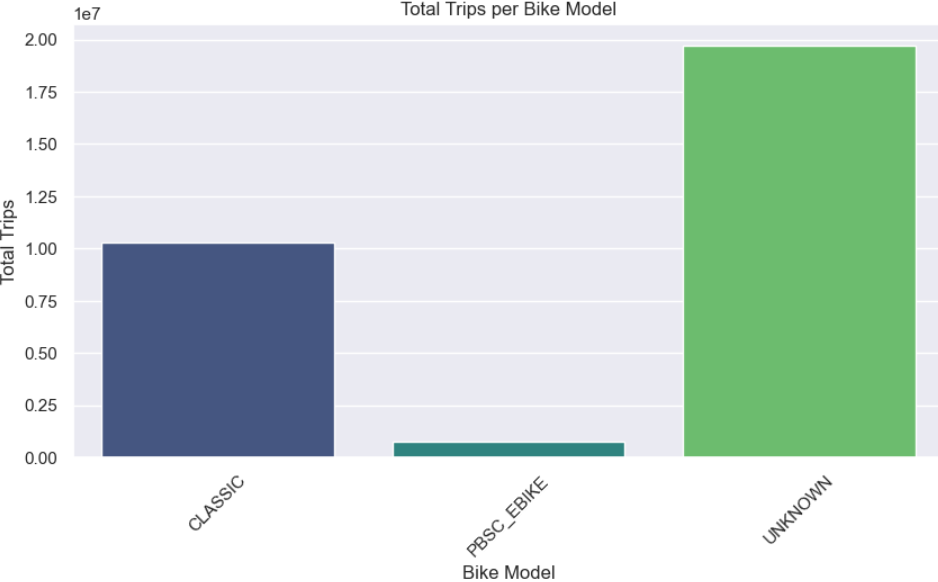 Total Trips per Bike Model
1e7
2.00
1.75
1.50
1.25
1.00
0.75
0.50
0.25
0.00
Total Trips
CLASSIC
PBSC_EBIKE
UNKNOWN
Bike Model